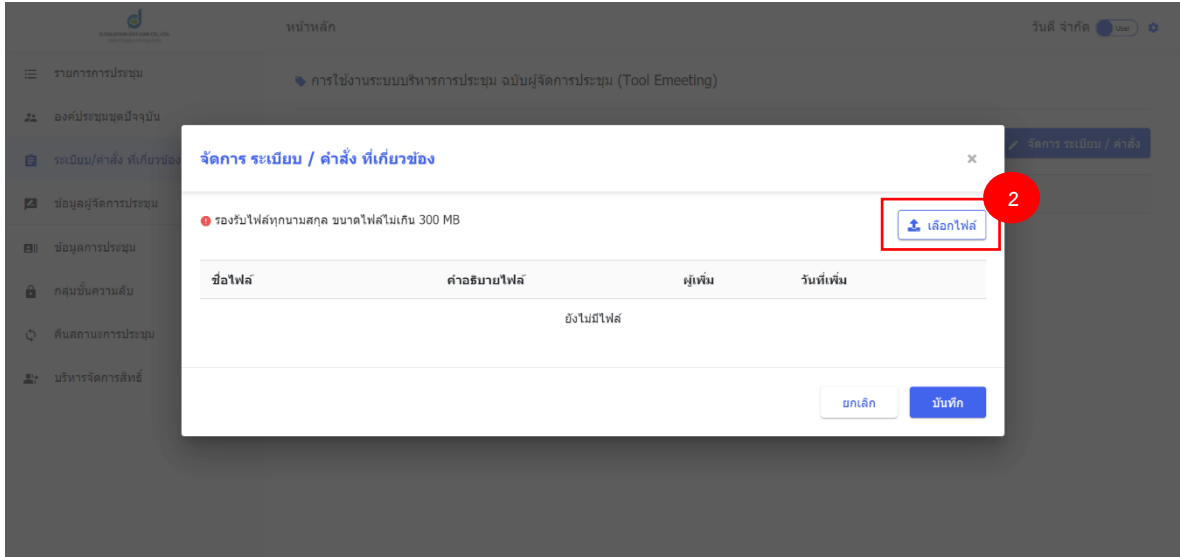 หน้าหลัก
วันดี จำกัด User
รายการการประชุม
การใช้งานระบบบริหารการประชุม ฉบับผู้จัดการประชุม (Tool Emeeting)
องค์ประชุมชุดปัจจุบัน
จัดการ ระเบียบ / คำสั่ง
ระเบียบ/คำสั่ง ที่เกี่ยวข้อง
จัดการ ระเบียบ / คำสั่ง ที่เกี่ยวข้อง
×
2
ข้อมูลผู้จัดการประชุม
รองรับไฟล์ทุกนามสกุล ขนาดไฟล์ไม่เกิน 300 MB
เลือกไฟล์
ข้อมูลการประชุม
ชื่อไฟล์ คำอธิบายไฟล์ ผู้เพิ่ม วันที่เพิ่ม
กลุ่มชั้นความลับ
ยังไม่มีไฟล์
คืนสถานะการประชุม
บริหารจัดการสิทธิ์
ยกเลิก บันทึก